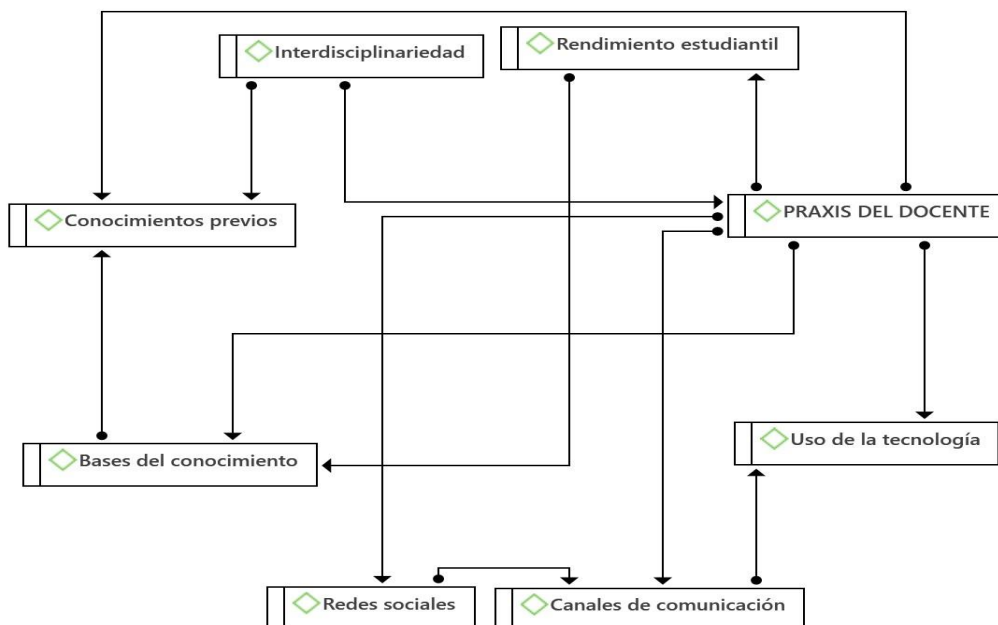 Interdisciplinariedad
Rendimiento estudiantil
Conocimientos previos
PRAXIS DEL DOCENTE
Bases del conocimiento
Uso de la tecnología
Redes sociales
Canales de comunicación